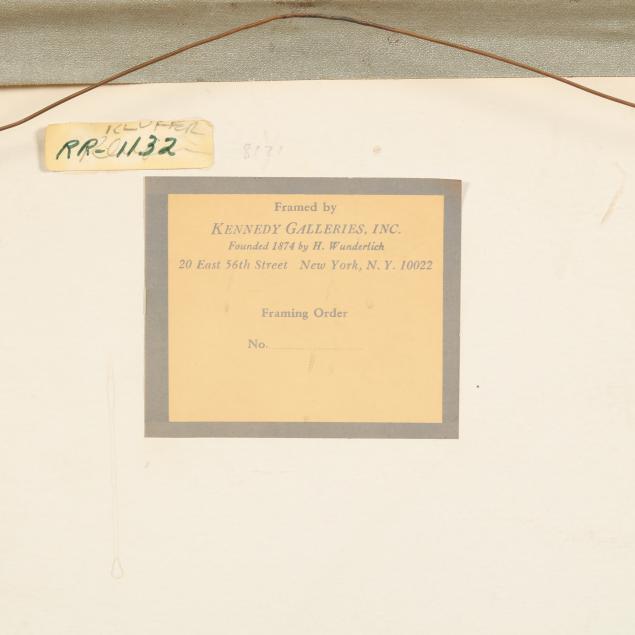 RR-1132
Framed by
KENNEDY GALLERIES, INC.
Founded 1874 by H. Wunderlich
20 East 56th Street New York, N. Y. 10022
Framing Order
No.